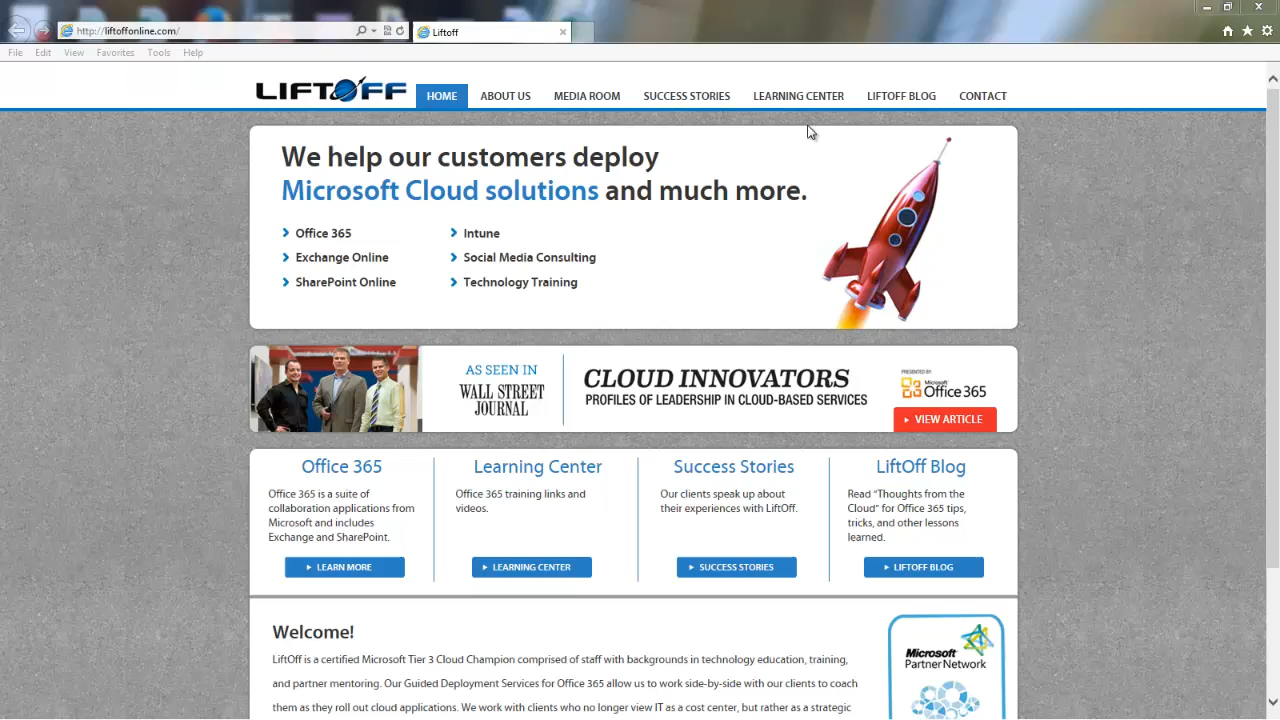 http://liftoffonline.com/
Liftoff
File Edit View Favorites Tools Help
LIFTOFF
HOME ABOUT US MEDIA ROOM SUCCESS STORIES LEARNING CENTER LIFTOFF BLOG CONTACT
We help our customers deploy
Microsoft Cloud solutions and much more.
Office 365
Exchange Online
SharePoint Online
Intune
Social Media Consulting
Technology Training
AS SEEN IN
WALL STREET
JOURNAL
CLOUD INNOVATORS
PROFILES OF LEADERSHIP IN CLOUD-BASED SERVICES
PRESENTED BY:
Microsoft
Office 365
VIEW ARTICLE
Office 365
Office 365 is a suite of
collaboration applications from
Microsoft and includes
Exchange and SharePoint.
LEARN MORE
Learning Center
Office 365 training links and
videos.
LEARNING CENTER
Success Stories
Our clients speak up about
their experiences with LiftOff.
SUCCESS STORIES
LiftOff Blog
Read “Thoughts from the
Cloud” for Office 365 tips,
tricks, and other lessons
learned.
LIFTOFF BLOG
Welcome!
LiftOff is a certified Microsoft Tier 3 Cloud Champion comprised of staff with backgrounds in technology education, training,
and partner mentoring. Our Guided Deployment Services for Office 365 allow us to work side-by-side with our clients to coach
them as they roll out cloud applications. We work with clients who no longer view IT as a cost center, but rather as a strategic
Microsoft
Partner Network